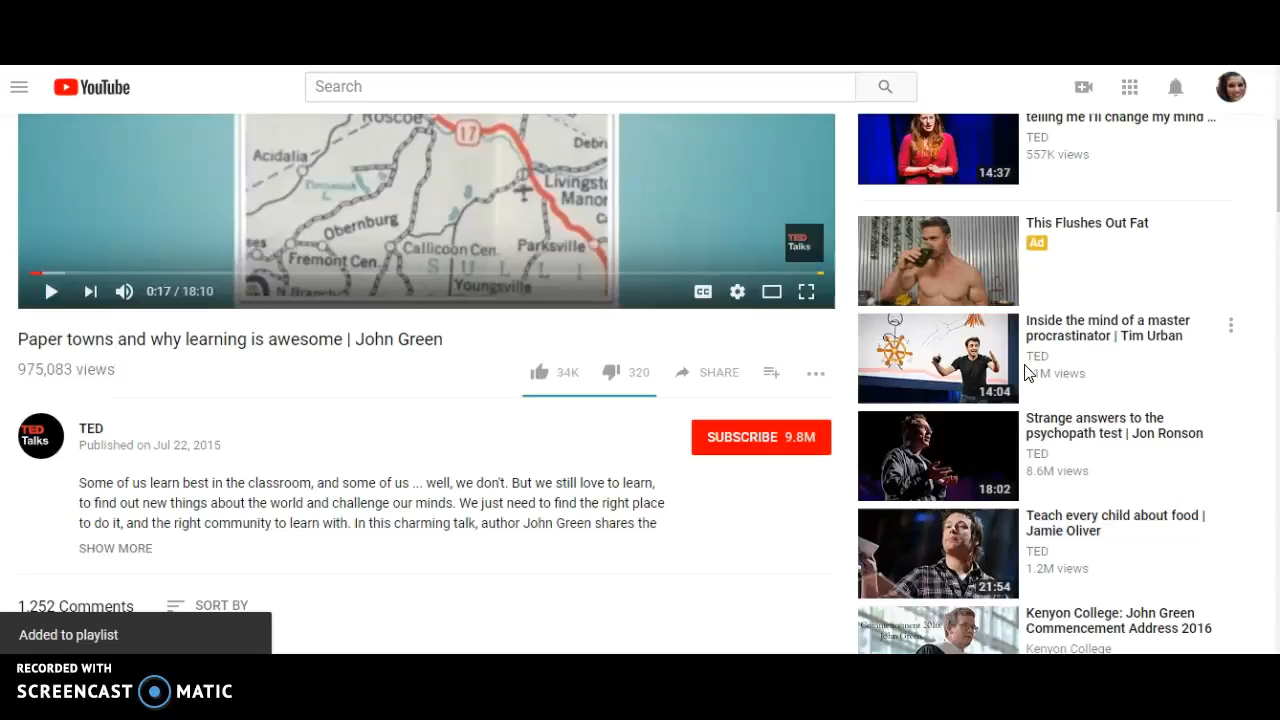 YouTube
Search
Roscoe
17
Acidalia
Debr
Livingst
Manor
Obernburg
Callicoon Cen.
Parksville
Fremont Cen.
S U L L I
Youngsville
TED
Talks
CC
0:17 / 18:10
Paper towns and why learning is awesome | John Green
975,083 views
34K
320
SHARE
TED
Talks
TED
Published on Jul 22, 2015
SUBSCRIBE 9.8M
Some of us learn best in the classroom, and some of us ... well, we don't. But we still love to learn,
to find out new things about the world and challenge our minds. We just need to find the right place
to do it, and the right community to learn with. In this charming talk, author John Green shares the
SHOW MORE
1,252 Comments
SORT BY
Added to playlist
telling me I'll change my mind ...
TED
557K views
14:37
This Flushes Out Fat
Ad
Inside the mind of a master
procrastinator | Tim Urban
TED
1M views
14:04
Strange answers to the
psychopath test | Jon Ronson
TED
8.6M views
18:02
Teach every child about food |
Jamie Oliver
TED
1.2M views
21:54
Kenyon College: John Green
Commencement Address 2016
Kenyon College
Commencement 2016:
John Green
RECORDED WITH
SCREENCAST MATIC